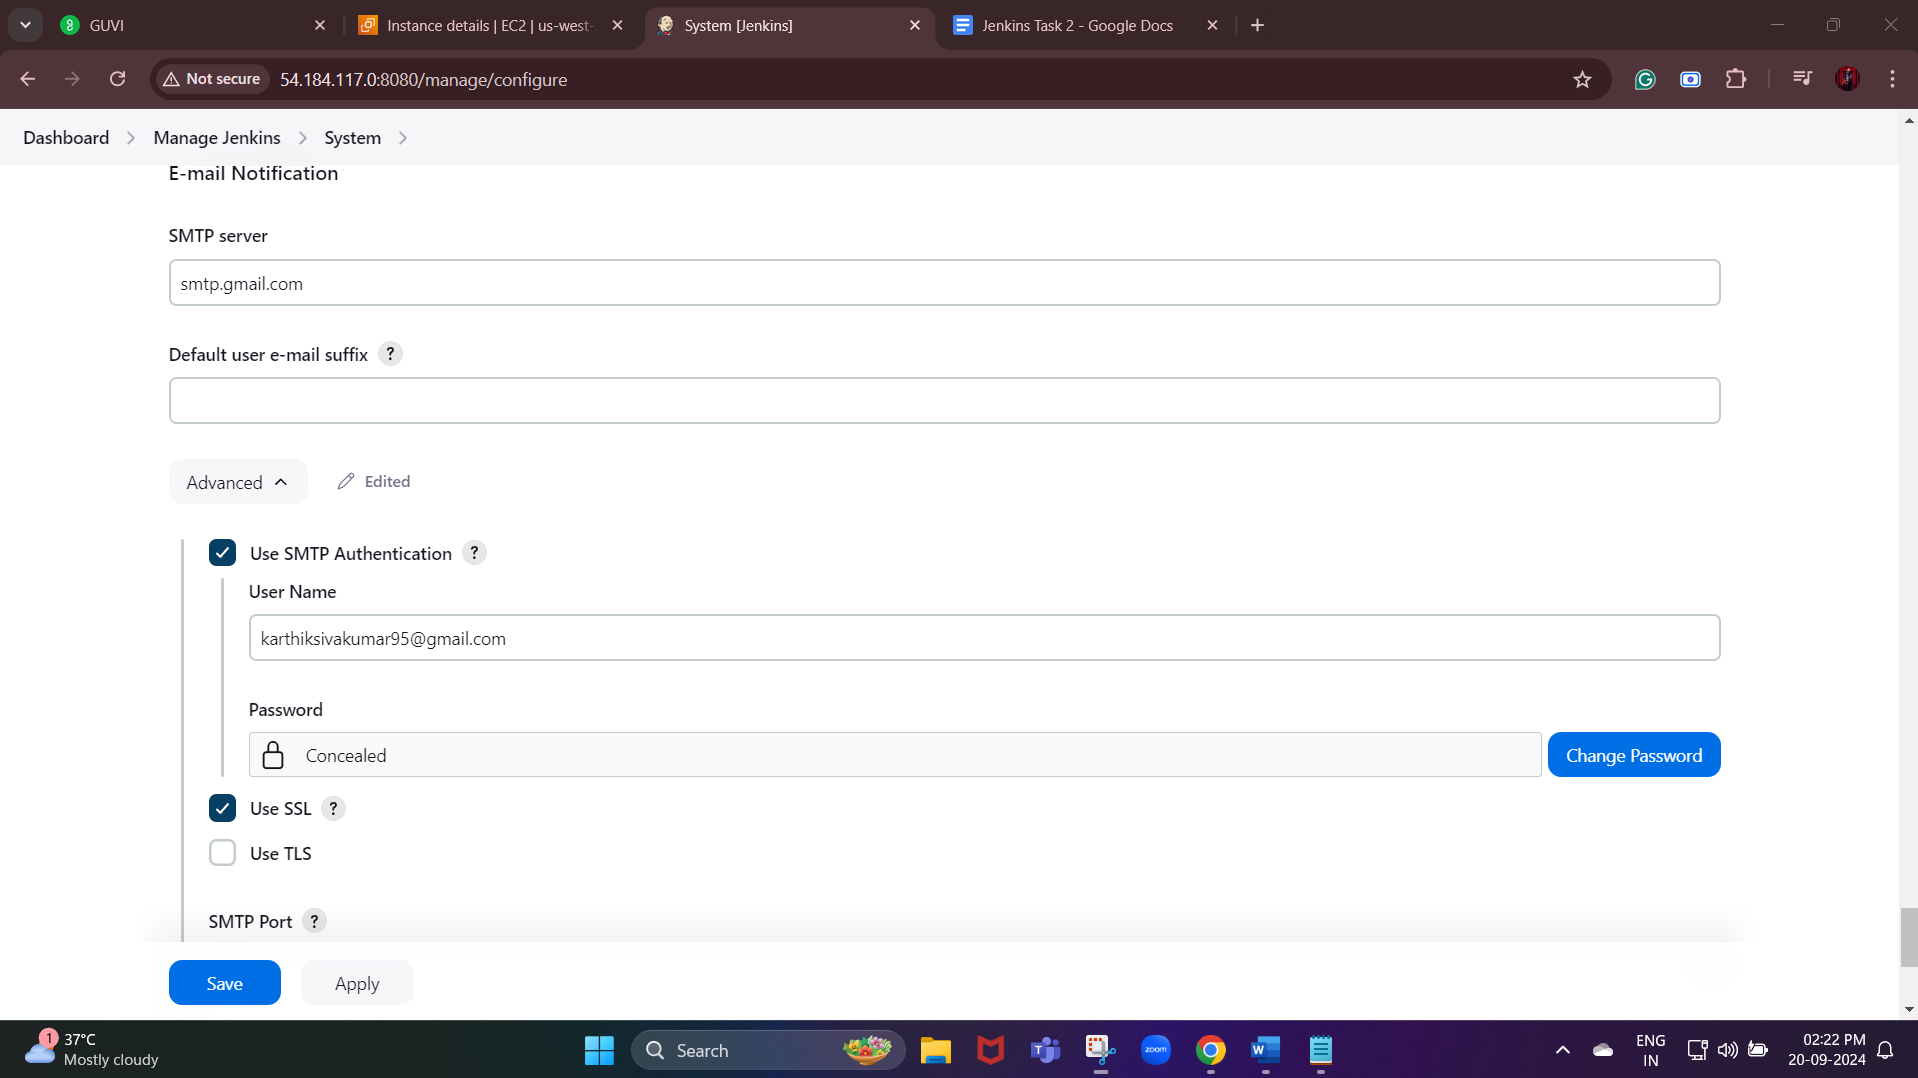 GUVI
Instance details | EC2 | us-west-
System [Jenkins]
Jenkins Task 2 - Google Docs
Not secure
54.184.117.0:8080/manage/configure
Dashboard
Manage Jenkins
System
E-mail Notification
SMTP server
smtp.gmail.com
Default user e-mail suffix ?
Advanced
Edited
Use SMTP Authentication ?
User Name
karthiksivakumar95@gmail.com
Password
Concealed
Change Password
Use SSL ?
Use TLS
SMTP Port ?
Save
Apply
1
37°C
Mostly cloudy
Search
zoom
ENG
IN
02:22 PM
20-09-2024